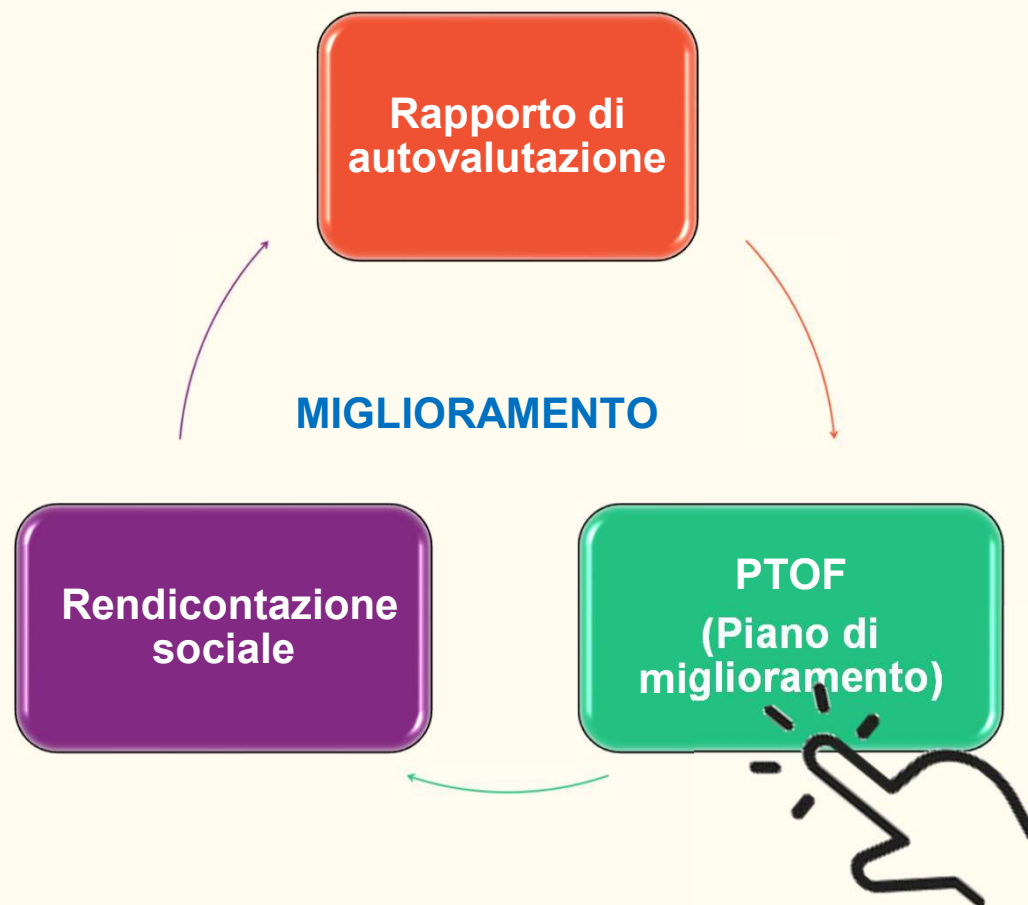 Rapporto di
autovalutazione
MIGLIORAMENTO
Rendicontazione
sociale
PTOF
(Piano di
miglioramento)